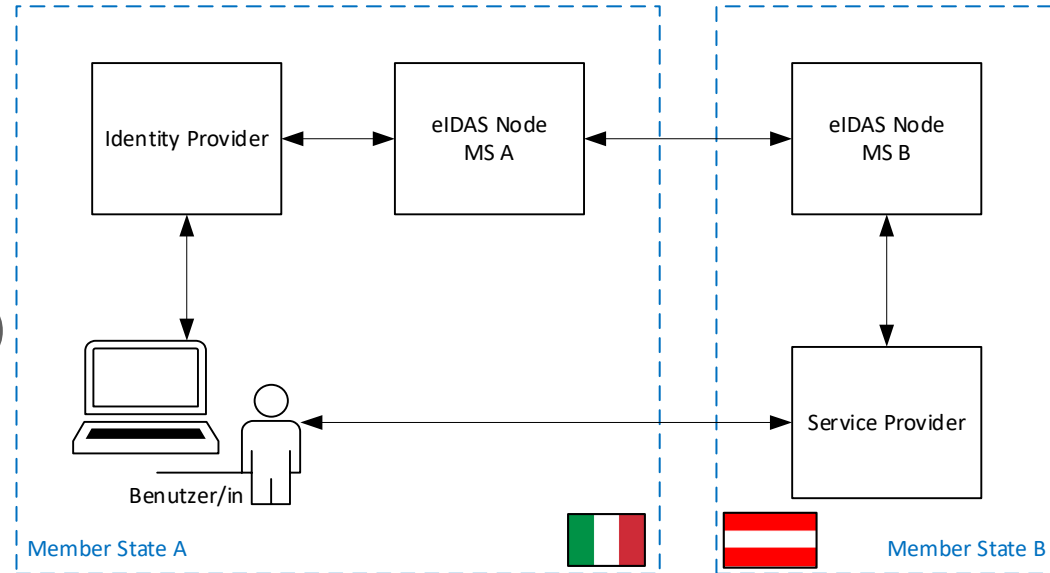 Identity Provider
eIDAS Node
MS A
eIDAS Node
MS B
Service Provider
Benutzer/in
Member State A
Member State B